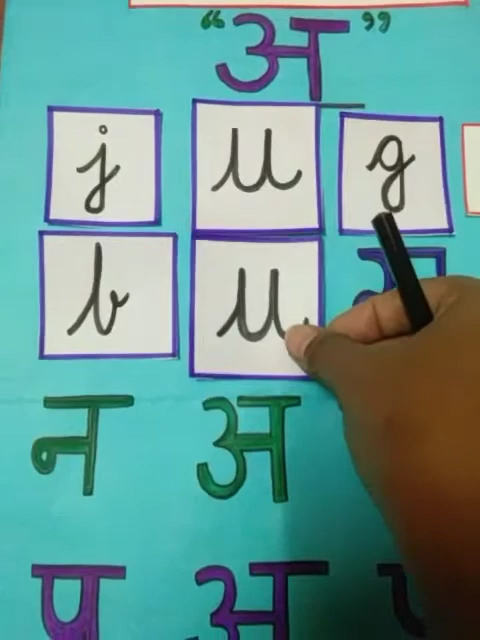 “अ”
j u g
b u
न अ
प अ